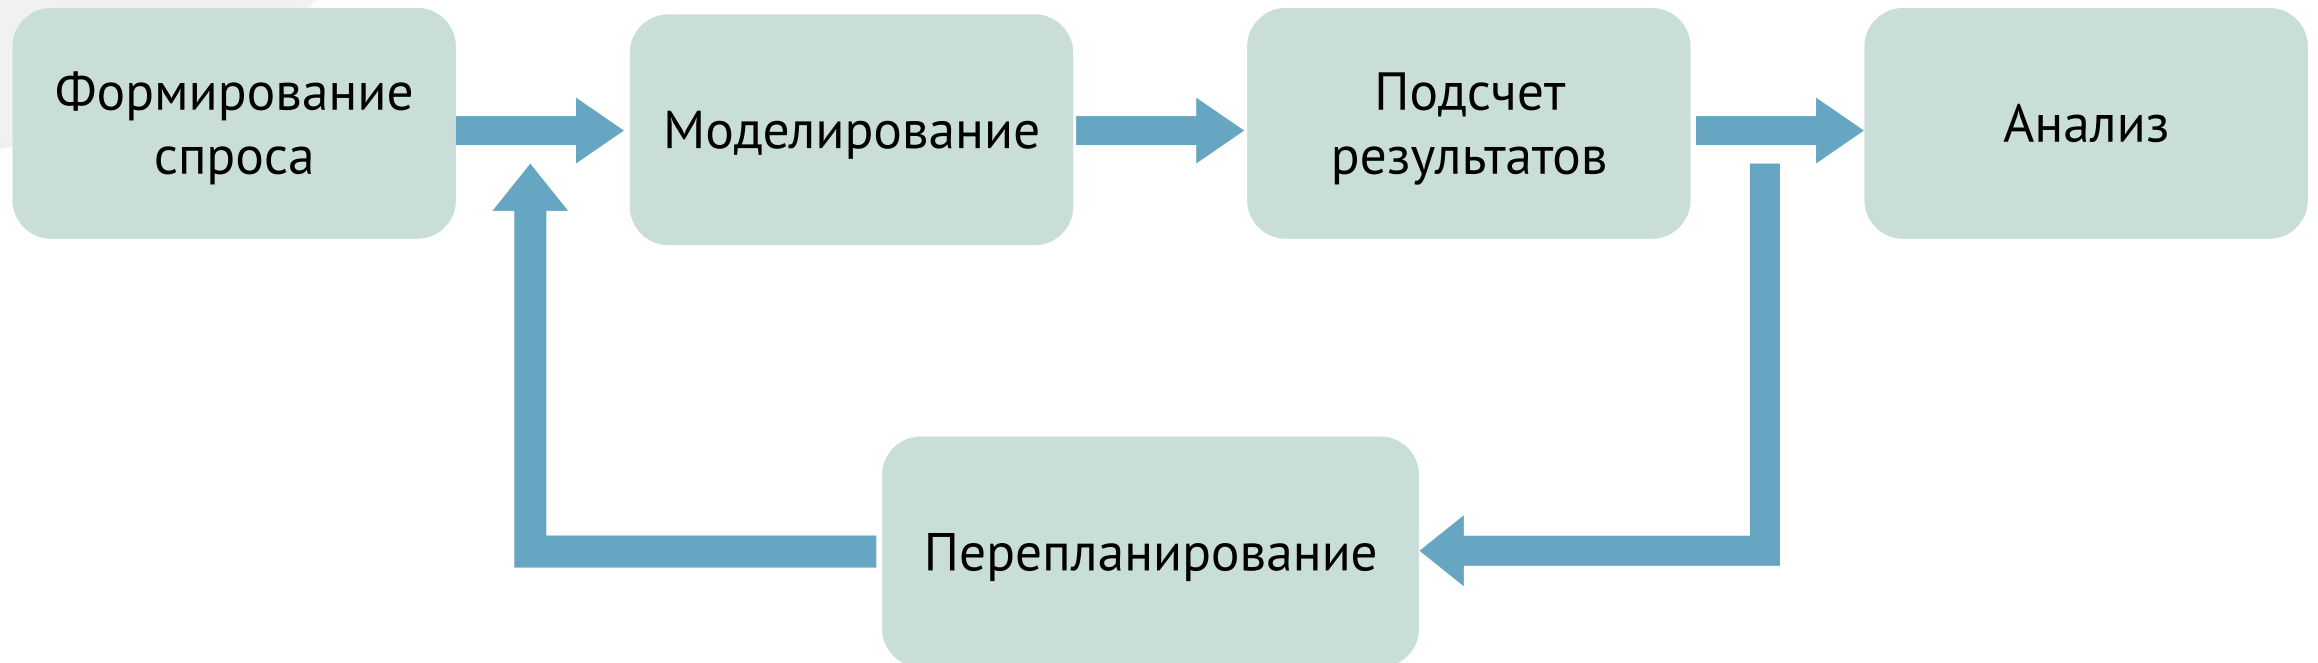 Формирование
спроса
Моделирование
Подсчет
результатов
Анализ
Перепланирование